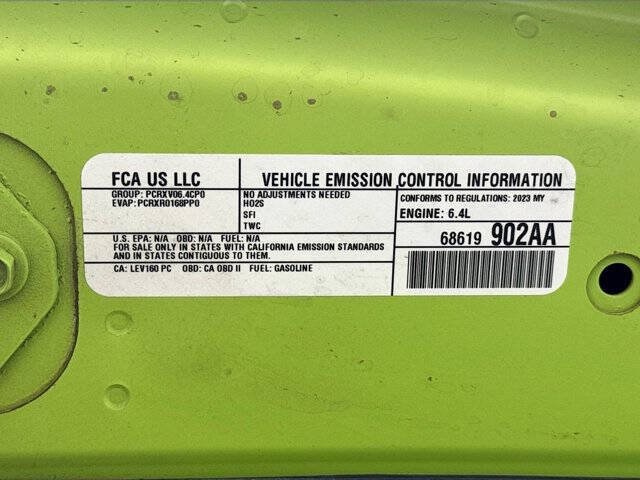 FCA US LLC
VEHICLE EMISSION CONTROL INFORMATION
GROUP: PCRXV06.4CP0
EVAP: PCRXR0168PP0
NO ADJUSTMENTS NEEDED
HO2S
SFI
TWC
CONFORMS TO REGULATIONS: 2023 MY
ENGINE: 6.4L
U.S. EPA: N/A OBD: N/A FUEL: N/A
FOR SALE ONLY IN STATES WITH CALIFORNIA EMISSION STANDARDS
AND IN STATES CONTIGUOUS TO THEM.
68619 902AA
CA: LEV160 PC OBD: CA OBD II FUEL: GASOLINE